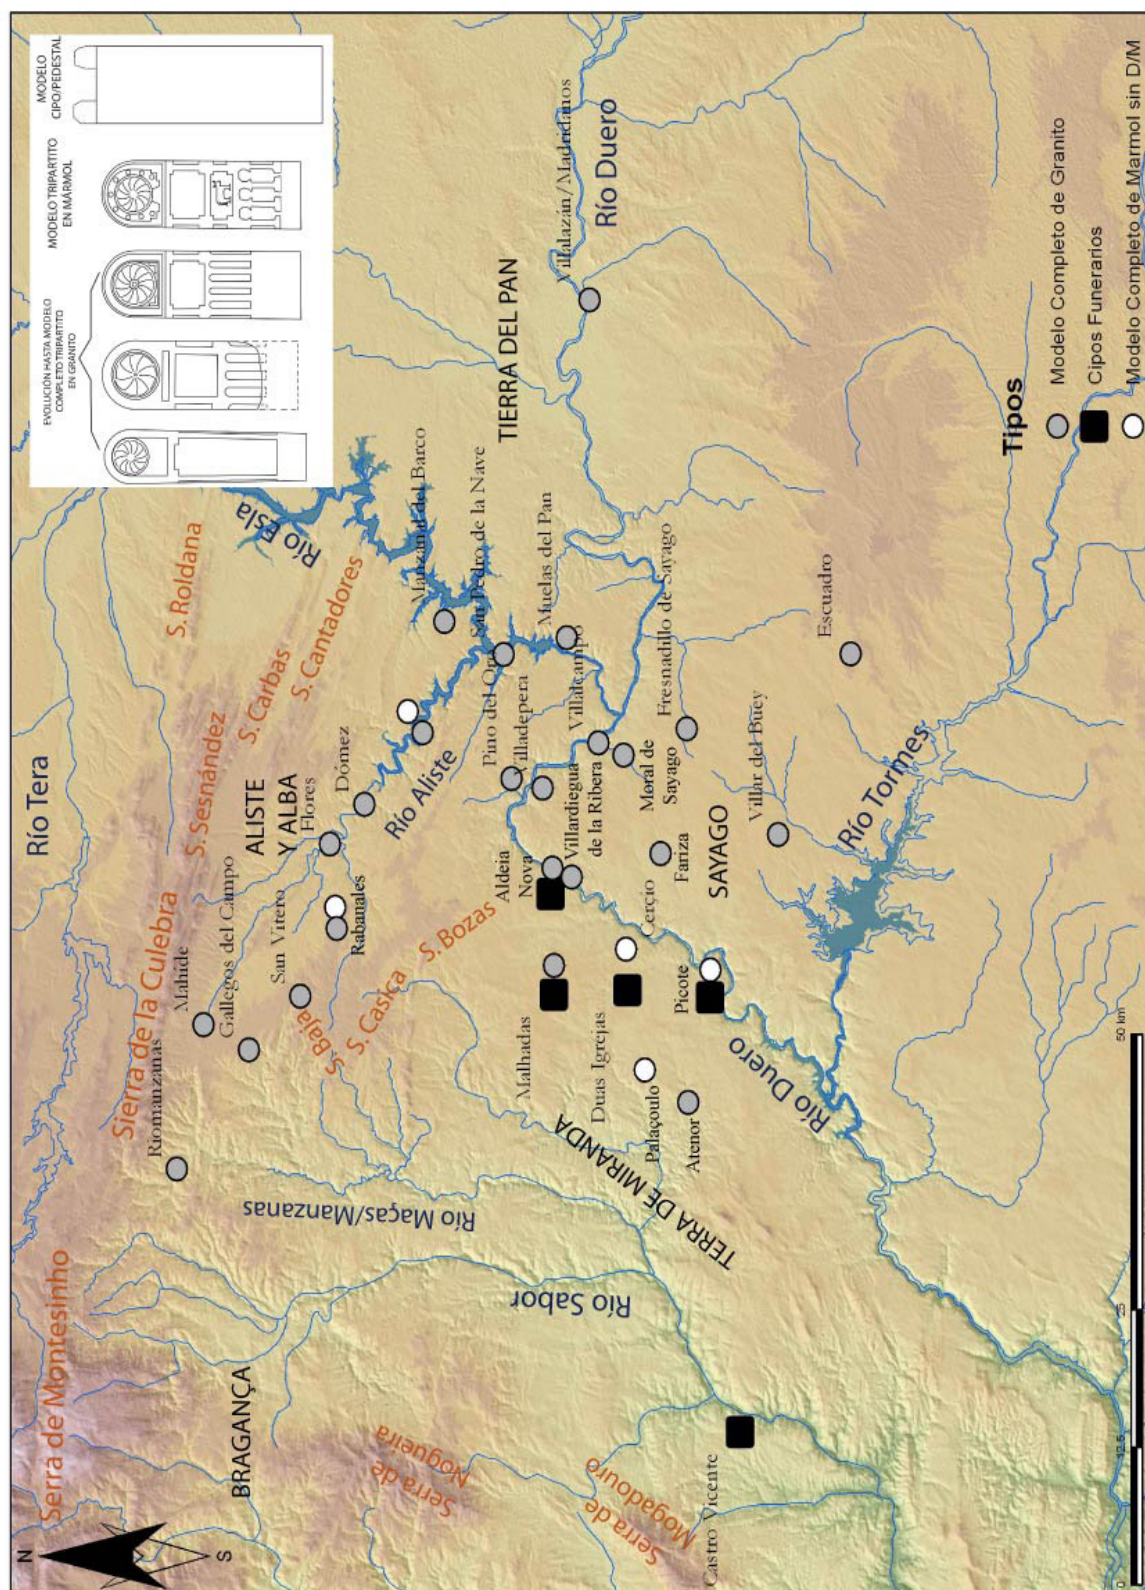 N
S
Serra de Montesinho
Río Tera
EVOLUCIÓN HASTA MODELO
COMPLETO TRIPARTITO
EN GRANITO
MODELO TRIPARTITO
EN MÁRMOL
MODELO
CIPO/PEDESTAL
Sierra de la Culebra
Riomanzanas
Mahíde
Gallegos del Campo
S. Sesnández
S. Roldana
S. Carbas
S. Cantadores
Río Esla
BRAGANÇA
ALISTE
Y ALBA
San Vitero
Flores
Dómez
Rabanales
S. Baja
S. Casica
S. Bozas
Río Aliste
Manzanal del Barco
San Pedro de la Nave
Río Maças/Manzanas
Serra de
Nogueira
Río Sabor
Pino del Oro
Villadepera
Muelas del Pan
TIERRA DEL PAN
Villalazán/Madridanos
Río Duero
Aldeia
Nova
Villardiegua
de la Ribera
Villalcampo
Malhadas
Duas Igrejas
Cerçio
Fariza
Moral de
Sayago
Fresnadillo de Sayago
TERRA DE MIRANDA
Palaçoulo
Atenor
Picote
SAYAGO
Villar del Buey
Escuadro
Serra de
Mogadouro
Castro Vicente
Río Duero
Río Tormes
Tipos
Modelo Completo de Granito
Cipos Funerarios
Modelo Completo de Marmol sin D/M
0
12.5
25
50 km